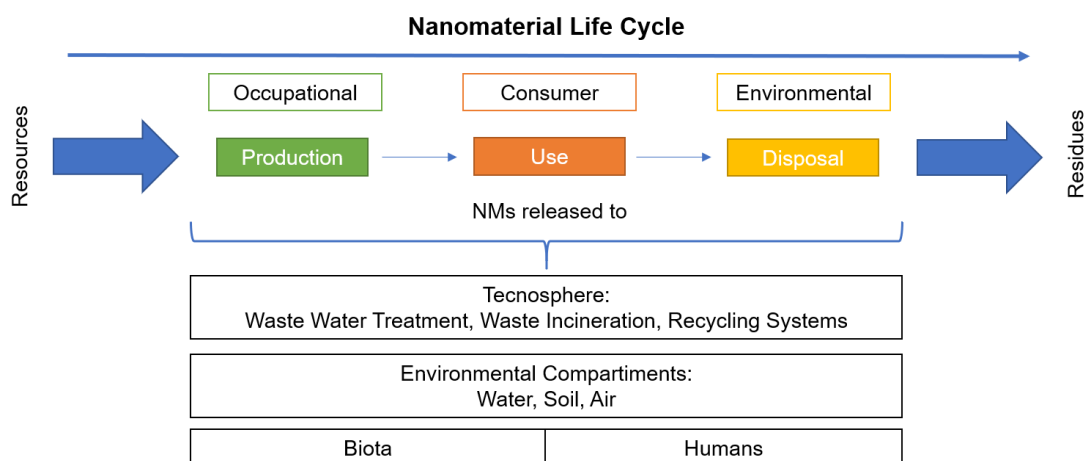 Nanomaterial Life Cycle
Occupational
Consumer
Environmental
Resources
Production
Use
Disposal
Residues
NMs released to
Tecnosphere:
Waste Water Treatment, Waste Incineration, Recycling Systems
Environmental Compartiments:
Water, Soil, Air
Biota
Humans